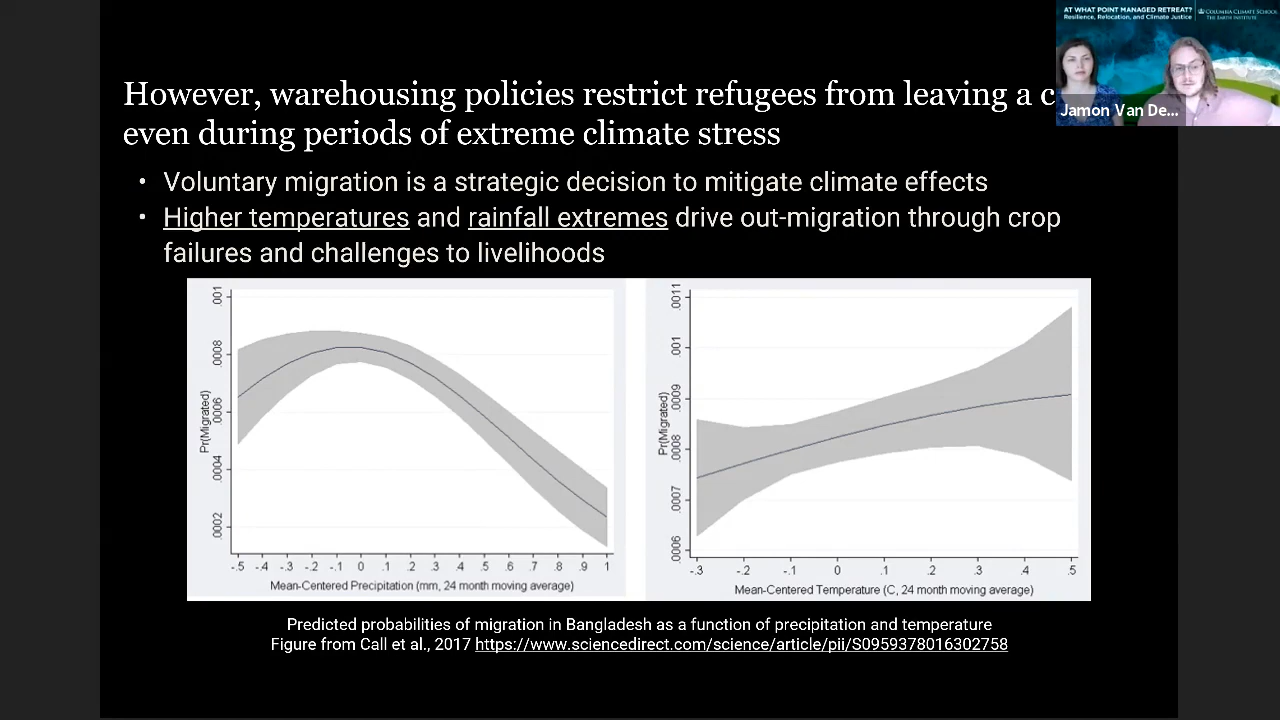 AT WHAT POINT MANAGED RETREAT?
Resilience, Relocation, and Climate Justice
COLUMBIA CLIMATE SCHOOL
THE EARTH INSTITUTE
Jamon Van De...
However, warehousing policies restrict refugees from leaving a c
even during periods of extreme climate stress
• Voluntary migration is a strategic decision to mitigate climate effects
• Higher temperatures and rainfall extremes drive out-migration through crop
failures and challenges to livelihoods
Pr(Migrated)
.001
.0008
.0006
.0004
.0002
-.5 -.4 -.3 -.2 -.1 0 .1 .2 .3 .4 .5 .6 .7 .8 .9 1
Mean-Centered Precipitation (mm, 24 month moving average)
Pr(Migrated)
.0011
.001
.0009
.0008
.0007
.0006
-.3 -.2 -.1 0 .1 .2 .3 .4 .5
Mean-Centered Temperature (C, 24 month moving average)
Predicted probabilities of migration in Bangladesh as a function of precipitation and temperature
Figure from Call et al., 2017 https://www.sciencedirect.com/science/article/pii/S0959378016302758